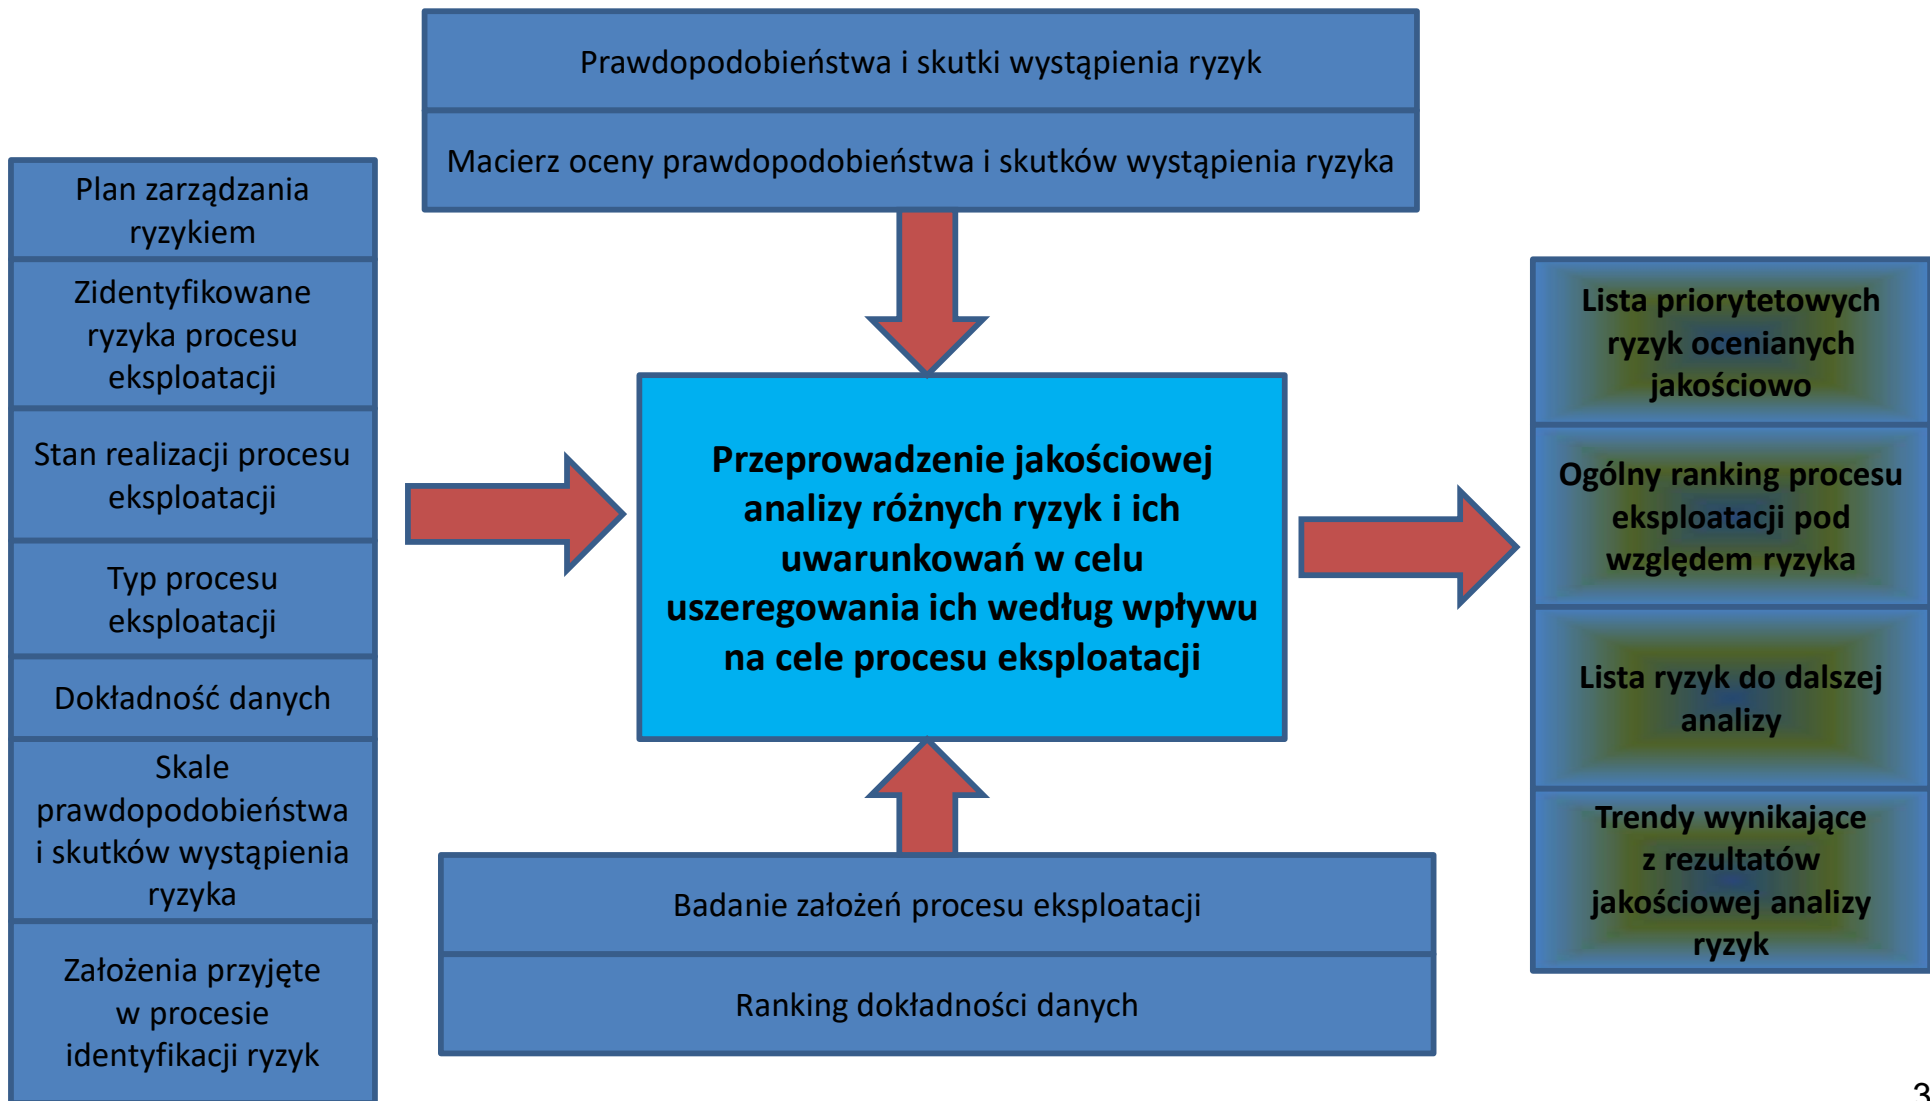 Prawdopodobieństwa i skutki wystąpienia ryzyk
Macierz oceny prawdopodobieństwa i skutków wystąpienia ryzyka
Plan zarządzania
ryzykiem
Zidentyfikowane
ryzyka procesu
eksploatacji
Stan realizacji procesu
eksploatacji
Typ procesu
eksploatacji
Dokładność danych
Skale
prawdopodobieństwa
i skutków wystąpienia
ryzyka
Założenia przyjęte
w procesie
identyfikacji ryzyk
Przeprowadzenie jakościowej
analizy różnych ryzyk i ich
uwarunkowań w celu
uszeregowania ich według wpływu
na cele procesu eksploatacji
Badanie założeń procesu eksploatacji
Ranking dokładności danych
Lista priorytetowych
ryzyk ocenianych
jakościowo
Ogólny ranking procesu
eksploatacji pod
względem ryzyka
Lista ryzyk do dalszej
analizy
Trendy wynikające
z rezultatów
jakościowej analizy
ryzyk
3